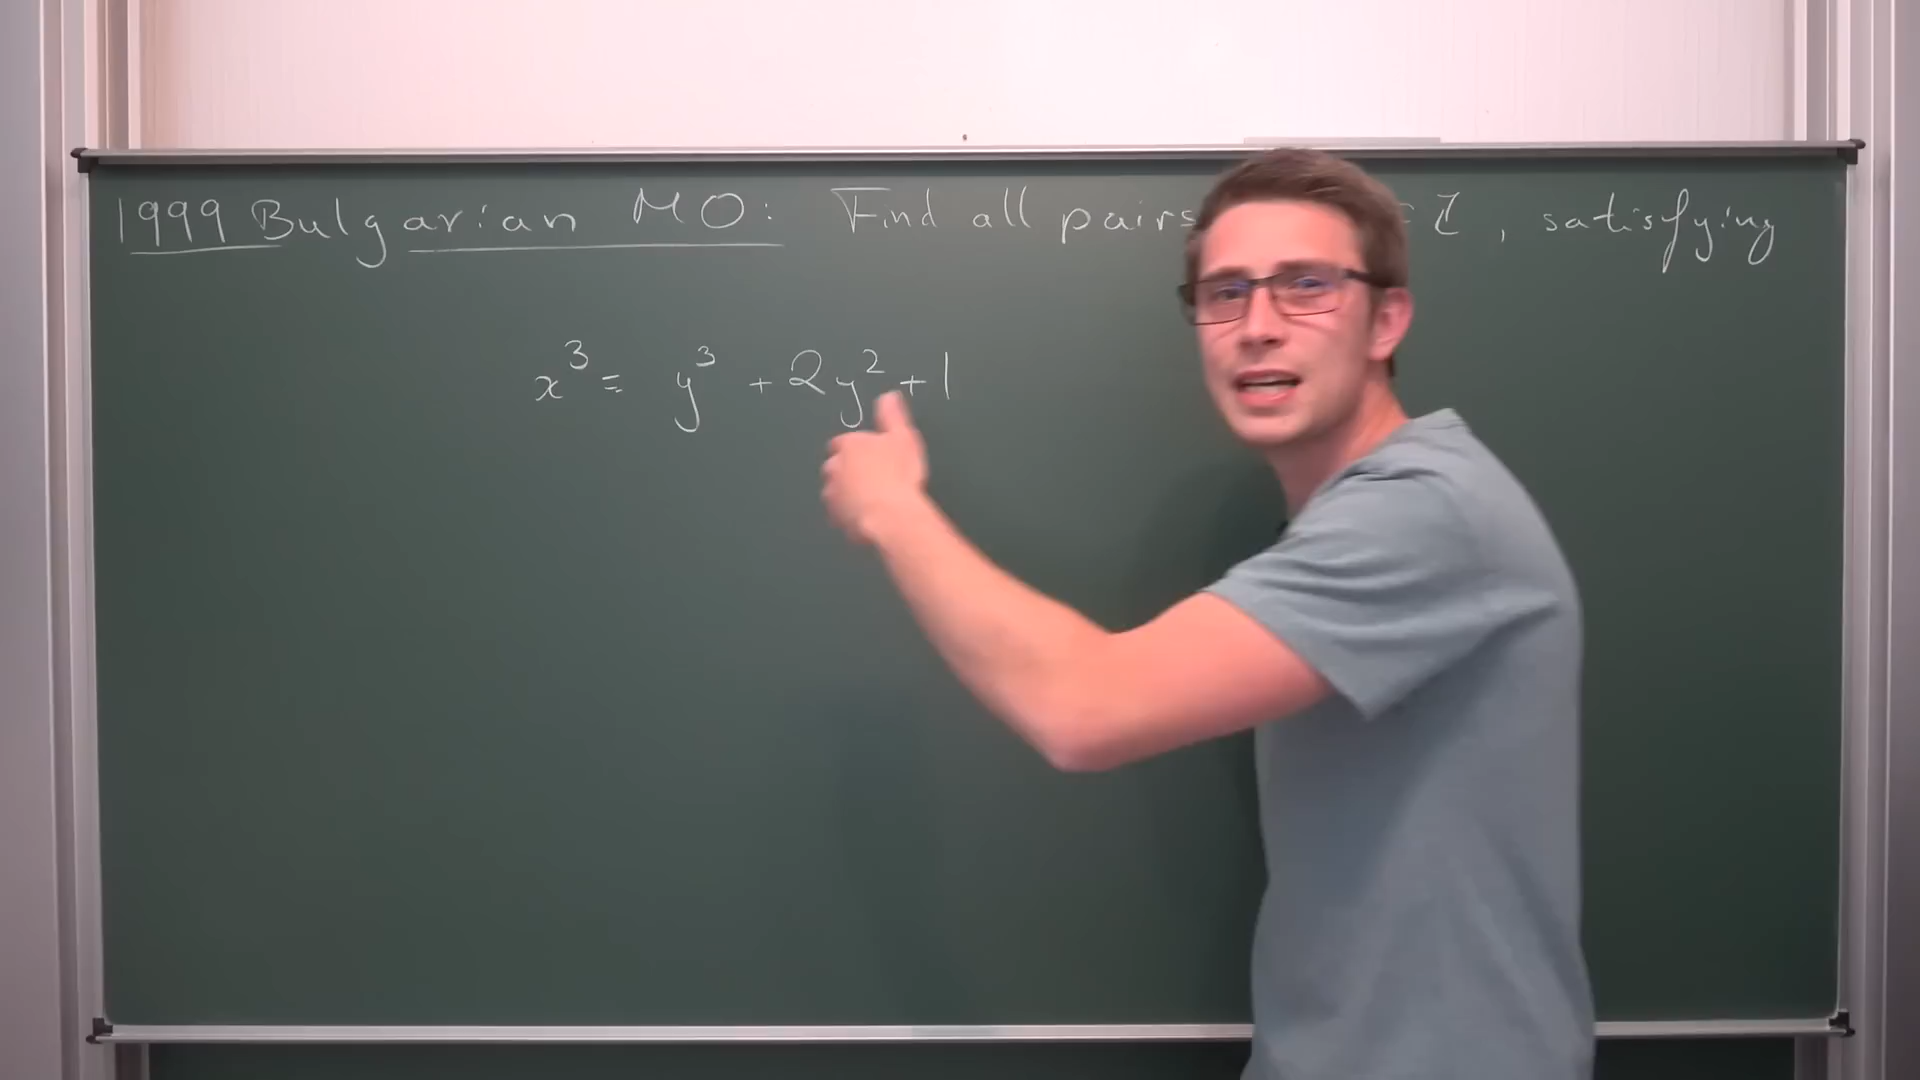 1999 Bulgarian MO: Find all pairs ℤ, satisfying
x³ = y³ + 2y² + 1